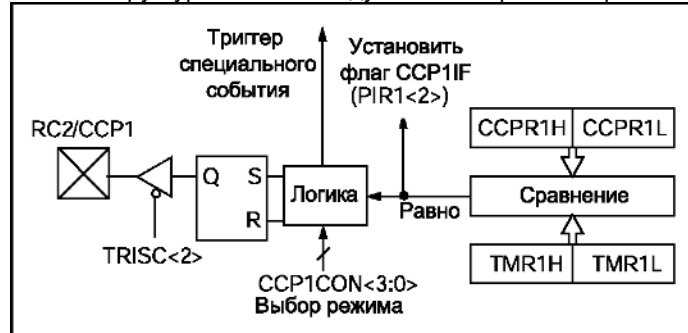 Триггер
специального
события
Установить
флаг CCP1IF
(PIR1<2>)
RC2/CCP1
CCPR1H CCPR1L
Q S
R
Логика
Равно
Сравнение
TRISC<2>
TMR1H TMR1L
CCP1CON<3:0>
Выбор режима